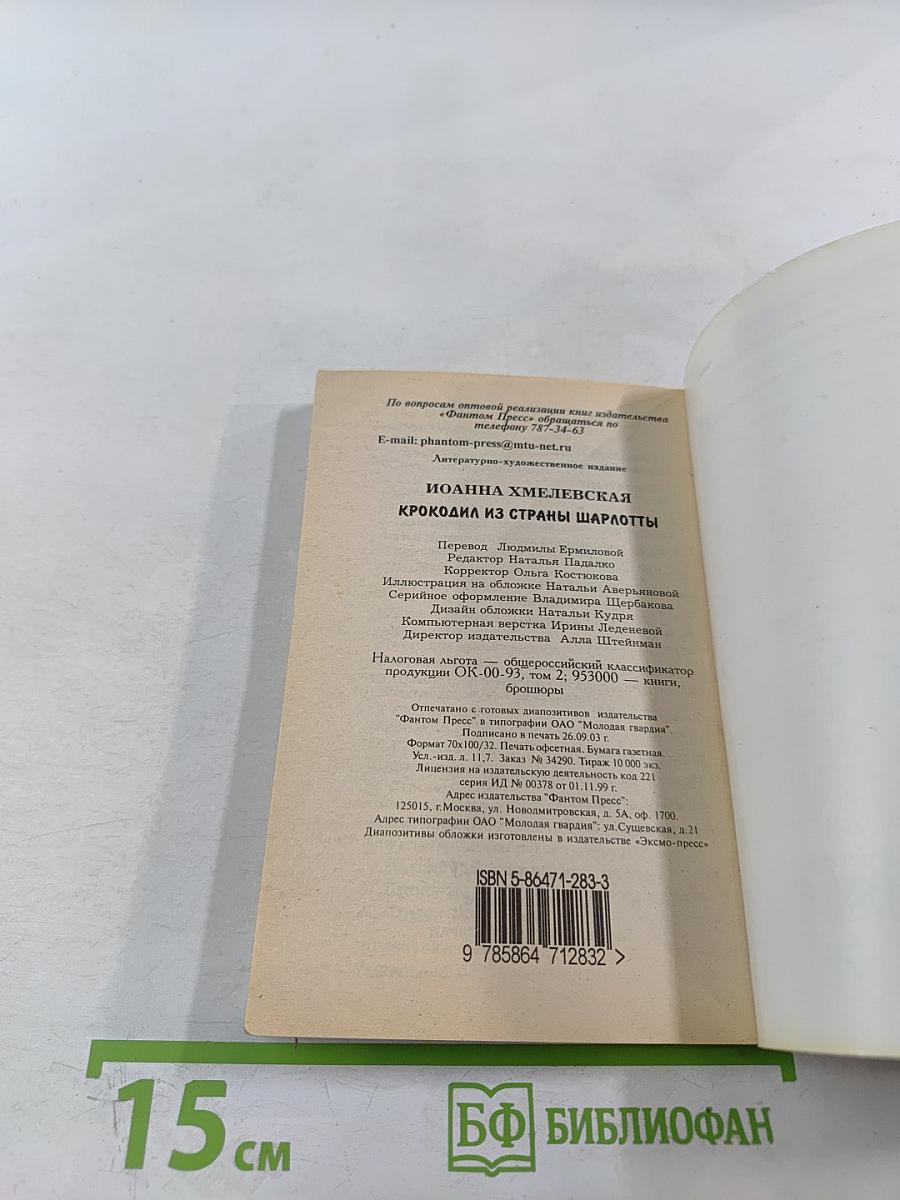 По вопросам оптовой реализации книг издательства
«Фантом Пресс» обращаться по
телефону 787-34-63
E-mail: phantom-press@mtu-net.ru
Литературно-художественное издание
ИОАННА ХМЕЛЕВСКАЯ
КРОКОДИЛ ИЗ СТРАНЫ ШАРЛОТТЫ
Перевод Людмилы Ермиловой
Редактор Наталья Падалко
Корректор Ольга Костюкова
Иллюстрация на обложке Натальи Аверьяновой
Серийное оформление Владимира Щербакова
Дизайн обложки Натальи Кудря
Компьютерная верстка Ирины Леденевой
Директор издательства Алла Штейнман
Налоговая льгота — общероссийский классификатор
продукции ОК-00-93, том 2; 953000 — книги,
брошюры
Отпечатано с готовых диапозитивов издательства
"Фантом Пресс" в типографии ОАО "Молодая гвардия".
Подписано в печать 26.09.03 г.
Формат 70х100/32. Печать офсетная. Бумага газетная.
Усл.-изд. л. 11,7. Заказ № 34290. Тираж 10 000 экз.
Лицензия на издательскую деятельность код 221
серия ИД № 00378 от 01.11.99 г.
Адрес издательства "Фантом Пресс":
125015, г.Москва, ул. Новодмитровская, д. 5А, оф. 1700.
Адрес типографии ОАО "Молодая гвардия": ул.Сущевская, д.21
Диапозитивы обложки изготовлены в издательстве «Эксмо-пресс»
ISBN 5-86471-283-3
9 785864 712832 >
15 см
БФ БИБЛИОФАН